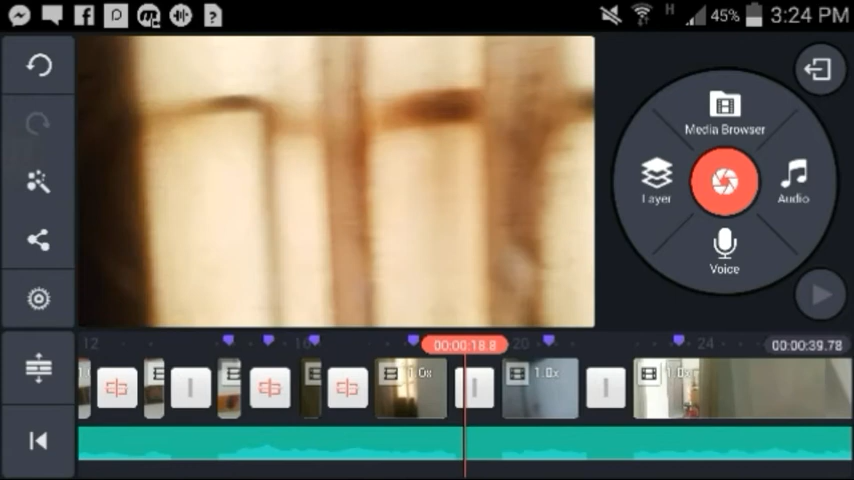 H 45% 3:24 PM
Media Browser
Layer
Audio
Voice
12 16 20 24
00:00:18.8
00:00:39.78
1.0x 1.0x 1.0x